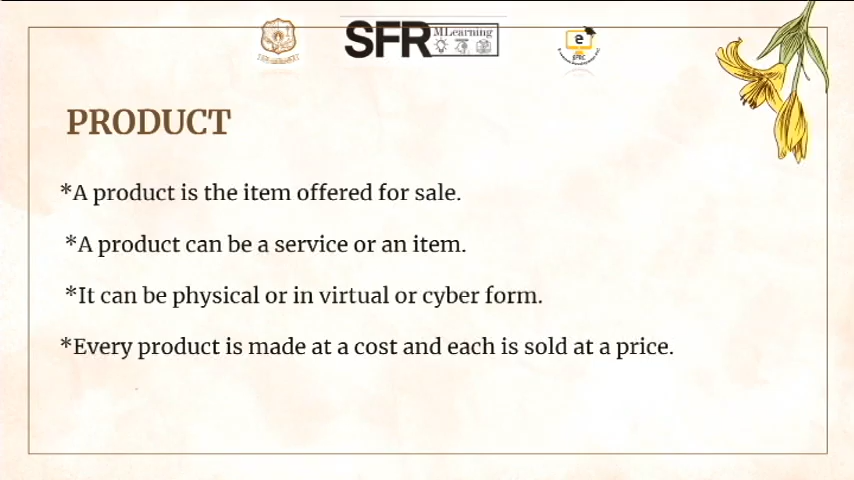 SFR
MLearning
e
PRODUCT
*A product is the item offered for sale.
*A product can be a service or an item.
*It can be physical or in virtual or cyber form.
*Every product is made at a cost and each is sold at a price.